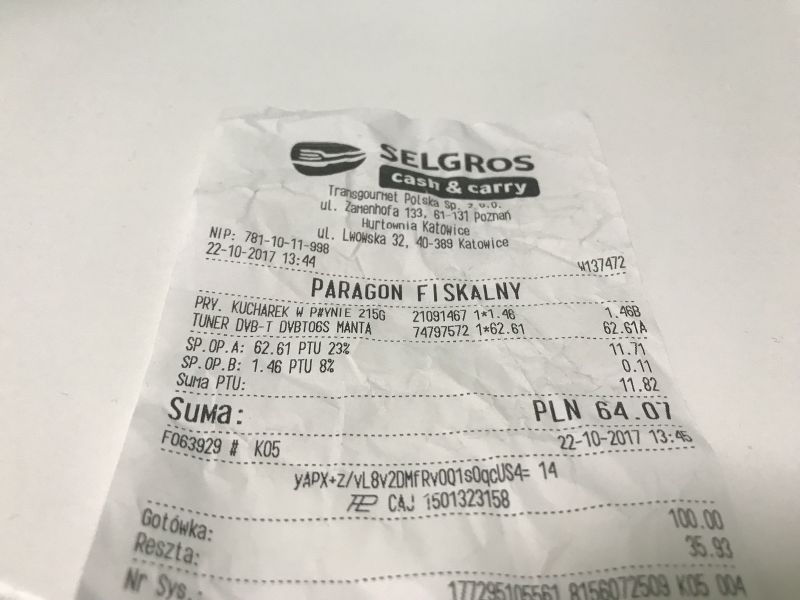 SELGROS
cash & carry
Transgourmet Polska Sp. z o.o.
ul. Zamenhofa 133, 61-131 Poznań
Hurtownia Katowice
ul. Lwowska 32, 40-389 Katowice
NIP: 781-10-11-998
22-10-2017 13:44 W137472
PARAGON FISKALNY
PRY. KUCHAREK W P#YNIE 215G 21091467 1*1.46 1.46B
TUNER DVB-T DVBT06S MANTA 74797572 1*62.61 62.61A
SP.OP.A: 62.61 PTU 23% 11.71
SP.OP.B: 1.46 PTU 8% 0.11
Suma PTU: 11.82
Suma: PLN 64.07
F063929 # K05 22-10-2017 13:45
yAPX+Z/vL8v2DMfRvOO1sOqcUS4= 14
CAJ 1501323158
Gotówka: 100.00
Reszta: 35.93
Nr Sys.: 177295105561 8156072509 K05 004